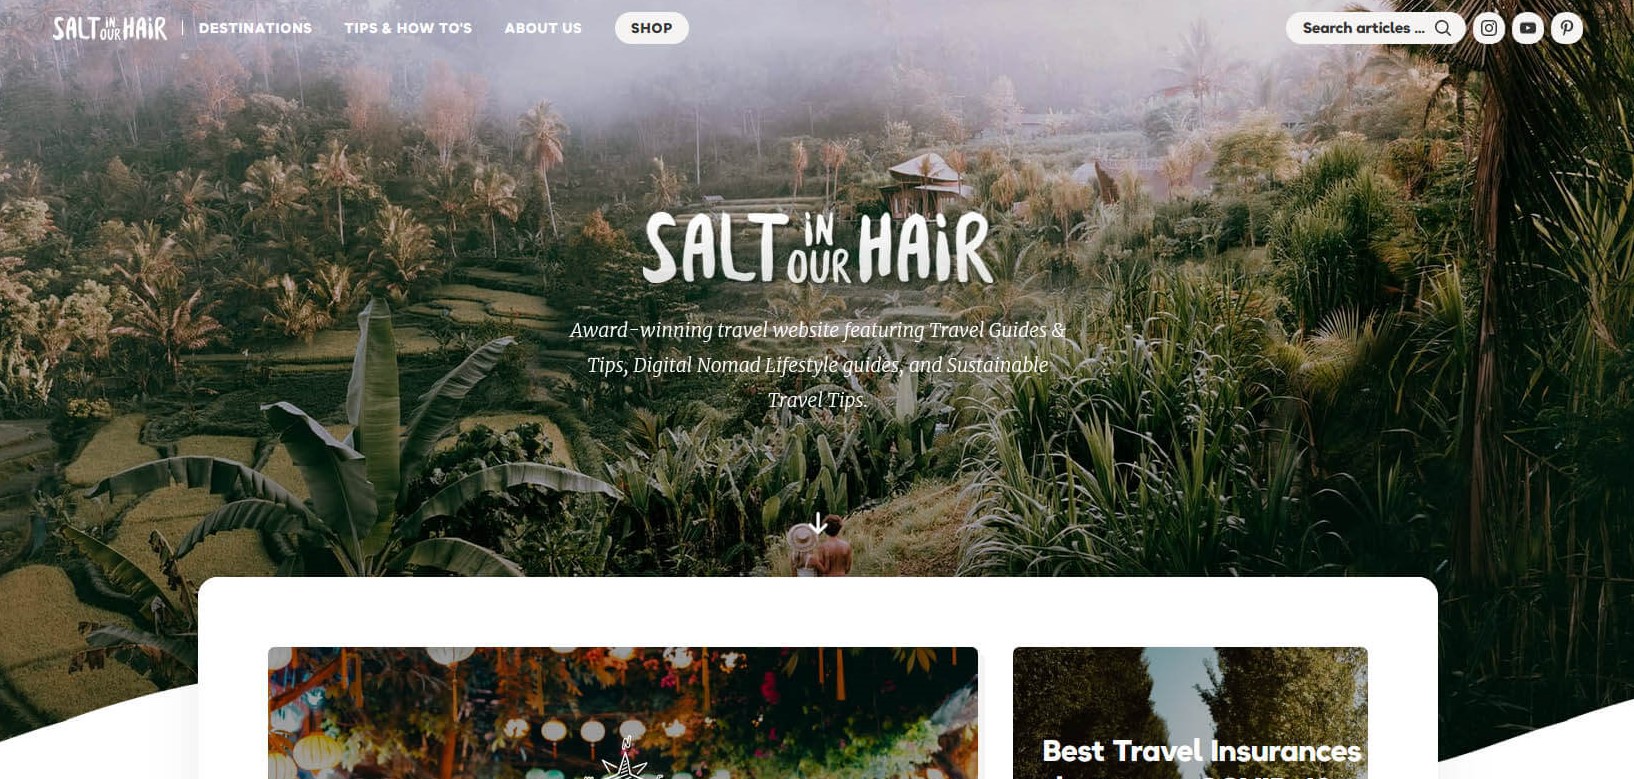 SALT IN OUR HAIR
DESTINATIONS
TIPS & HOW TO'S
ABOUT US
SHOP
Search articles ...
SALT IN OUR HAIR
Award-winning travel website featuring Travel Guides &
Tips, Digital Nomad Lifestyle guides, and Sustainable
Travel Tips.
N
Best Travel Insurances